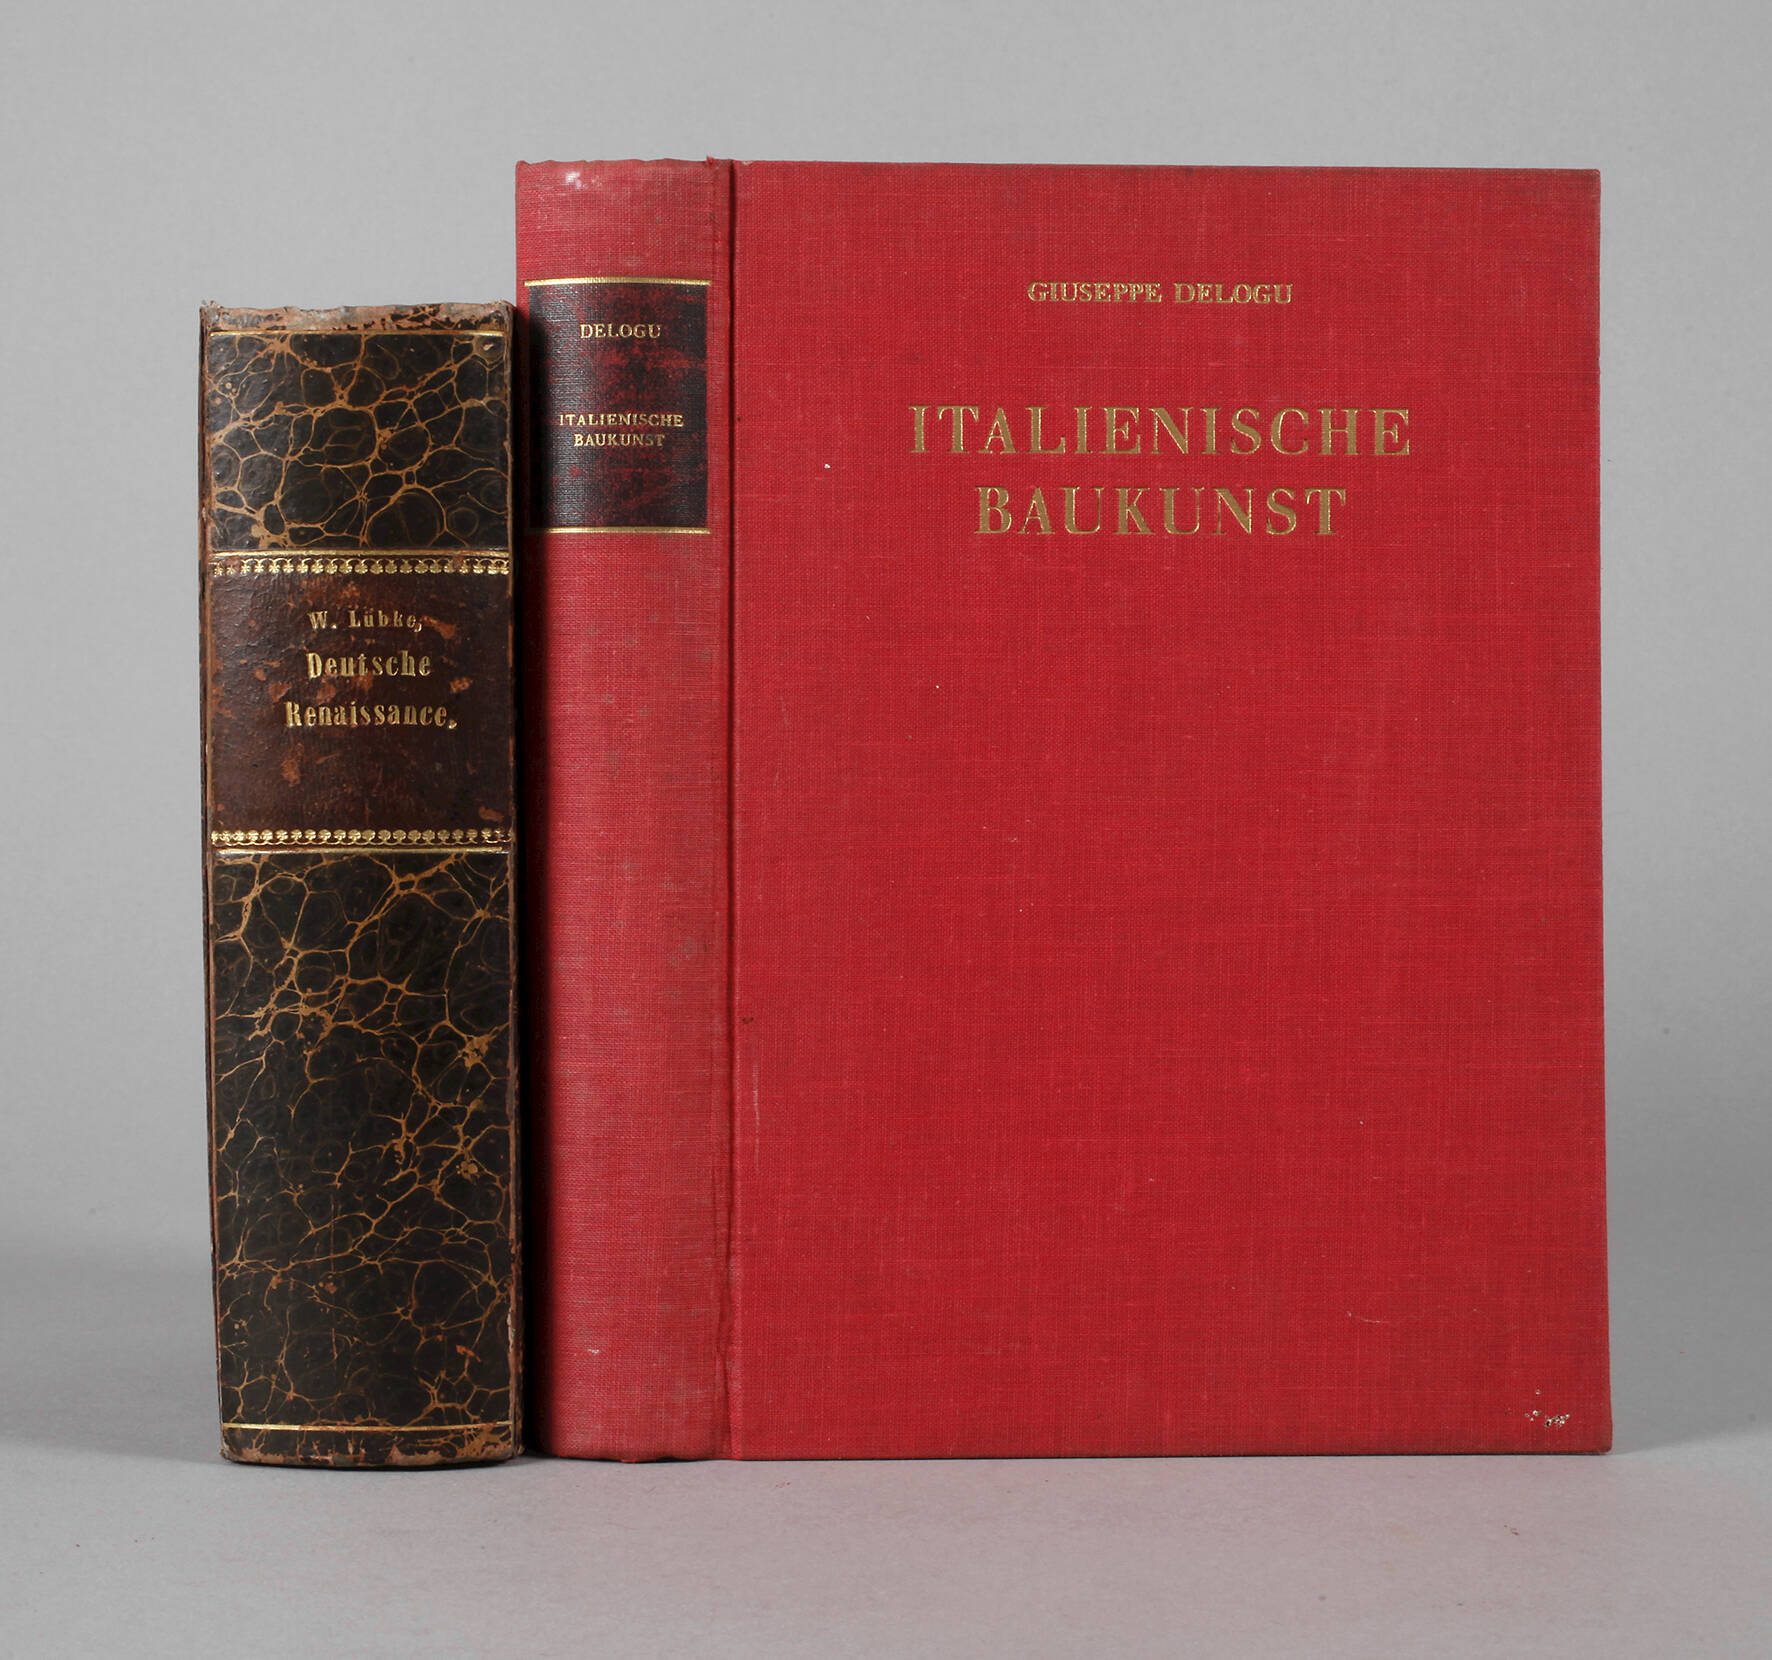 W. Lübke,
Deutsche
Renaissance,
DELOGU
ITALIENISCHE
BAUKUNST
GIUSEPPE DELOGU
ITALIENISCHE
BAUKUNST